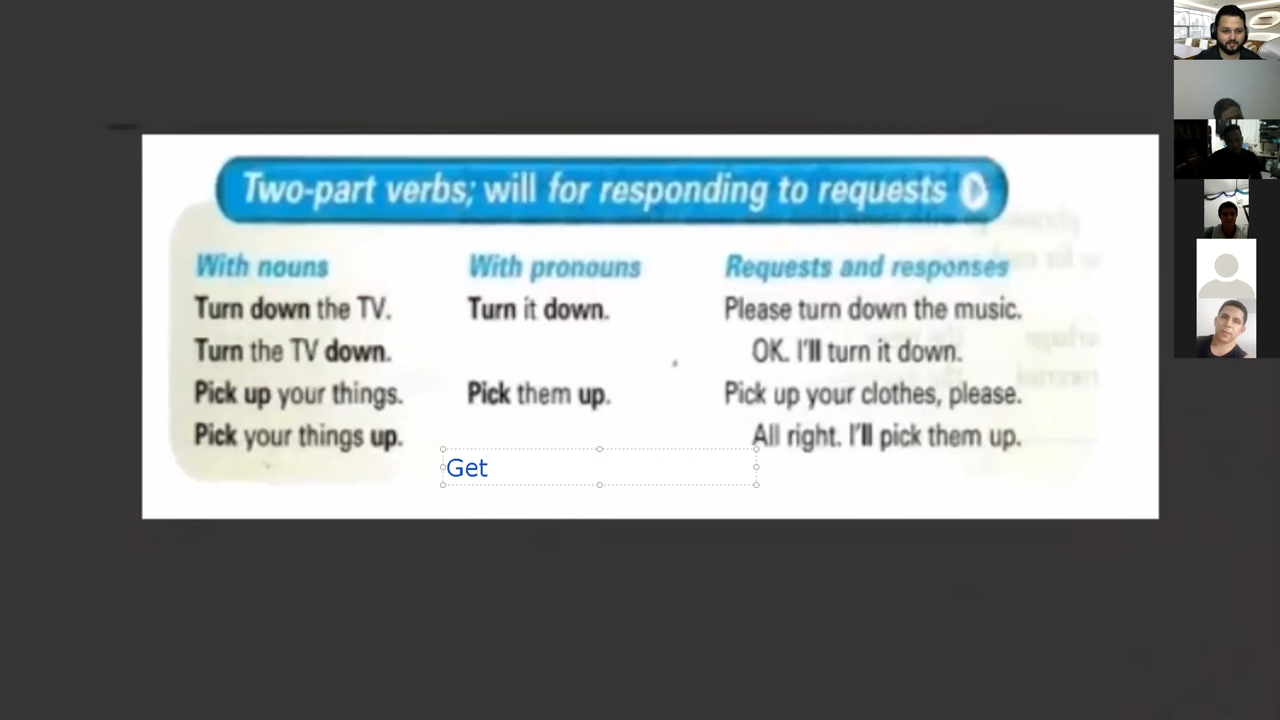 Two-part verbs; will for responding to requests
With nouns
Turn down the TV.
Turn the TV down.
Pick up your things.
Pick your things up.
With pronouns
Turn it down.
Pick them up.
Requests and responses
Please turn down the music.
OK. I'll turn it down.
Pick up your clothes, please.
All right. I'll pick them up.
Get